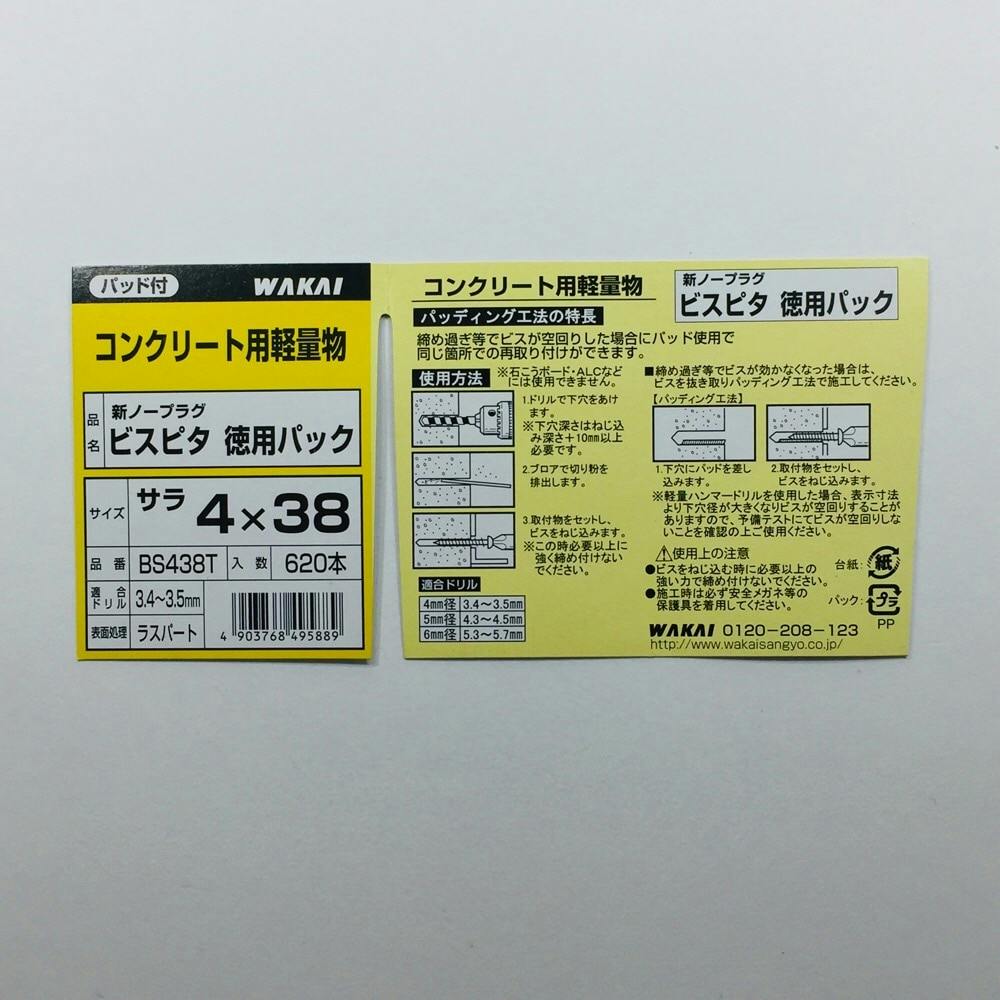 パッド付
WAKAI
コンクリート用軽量物
品名
新ノープラグ
ビスピタ 徳用パック
サイズ
サラ 4×38
品番 BS438T 入数 620本
適合ドリル 3.4〜3.5mm
表面処理 ラスパート
4 903768 495889
コンクリート用軽量物
新ノープラグ
ビスピタ 徳用パック
パッディング工法の特長
締め過ぎ等でビスが空回りした場合にパッド使用で
同じ箇所での再取り付けができます。
使用方法
※石こうボード・ALCなど
には使用できません。
1.ドリルで下穴をあけ
ます。
※下穴深さはねじ込
み深さ+10mm以上
必要です。
2.ブロアで切り粉を
排出します。
3.取付物をセットし、
ビスをねじ込みます。
※この時必要以上に
強く締め付けない
でください。
適合ドリル
4mm径 3.4〜3.5mm
5mm径 4.3〜4.5mm
6mm径 5.3〜5.7mm
■締め過ぎ等でビスが効かなくなった場合は、
ビスを抜き取りパッディング工法で施工してください。
【パッディング工法】
1.下穴にパッドを差し
込みます。
2.取付物をセットし、
ビスをねじ込みます。
※軽量ハンマードリルを使用した場合、表示寸法
より下穴径が大きくなりビスが空回りすることが
ありますので、予備テストにてビスが空回りしな
いことを確認の上ご使用ください。
⚠使用上の注意
●ビスをねじ込む時に必要以上の
強い力で締め付けないでください。
●施工時は必ず安全メガネ等の
保護具を着用してください。
台紙: 紙
パック: プラ
PP
WAKAI 0120-208-123
http://www.wakaisangyo.co.jp/